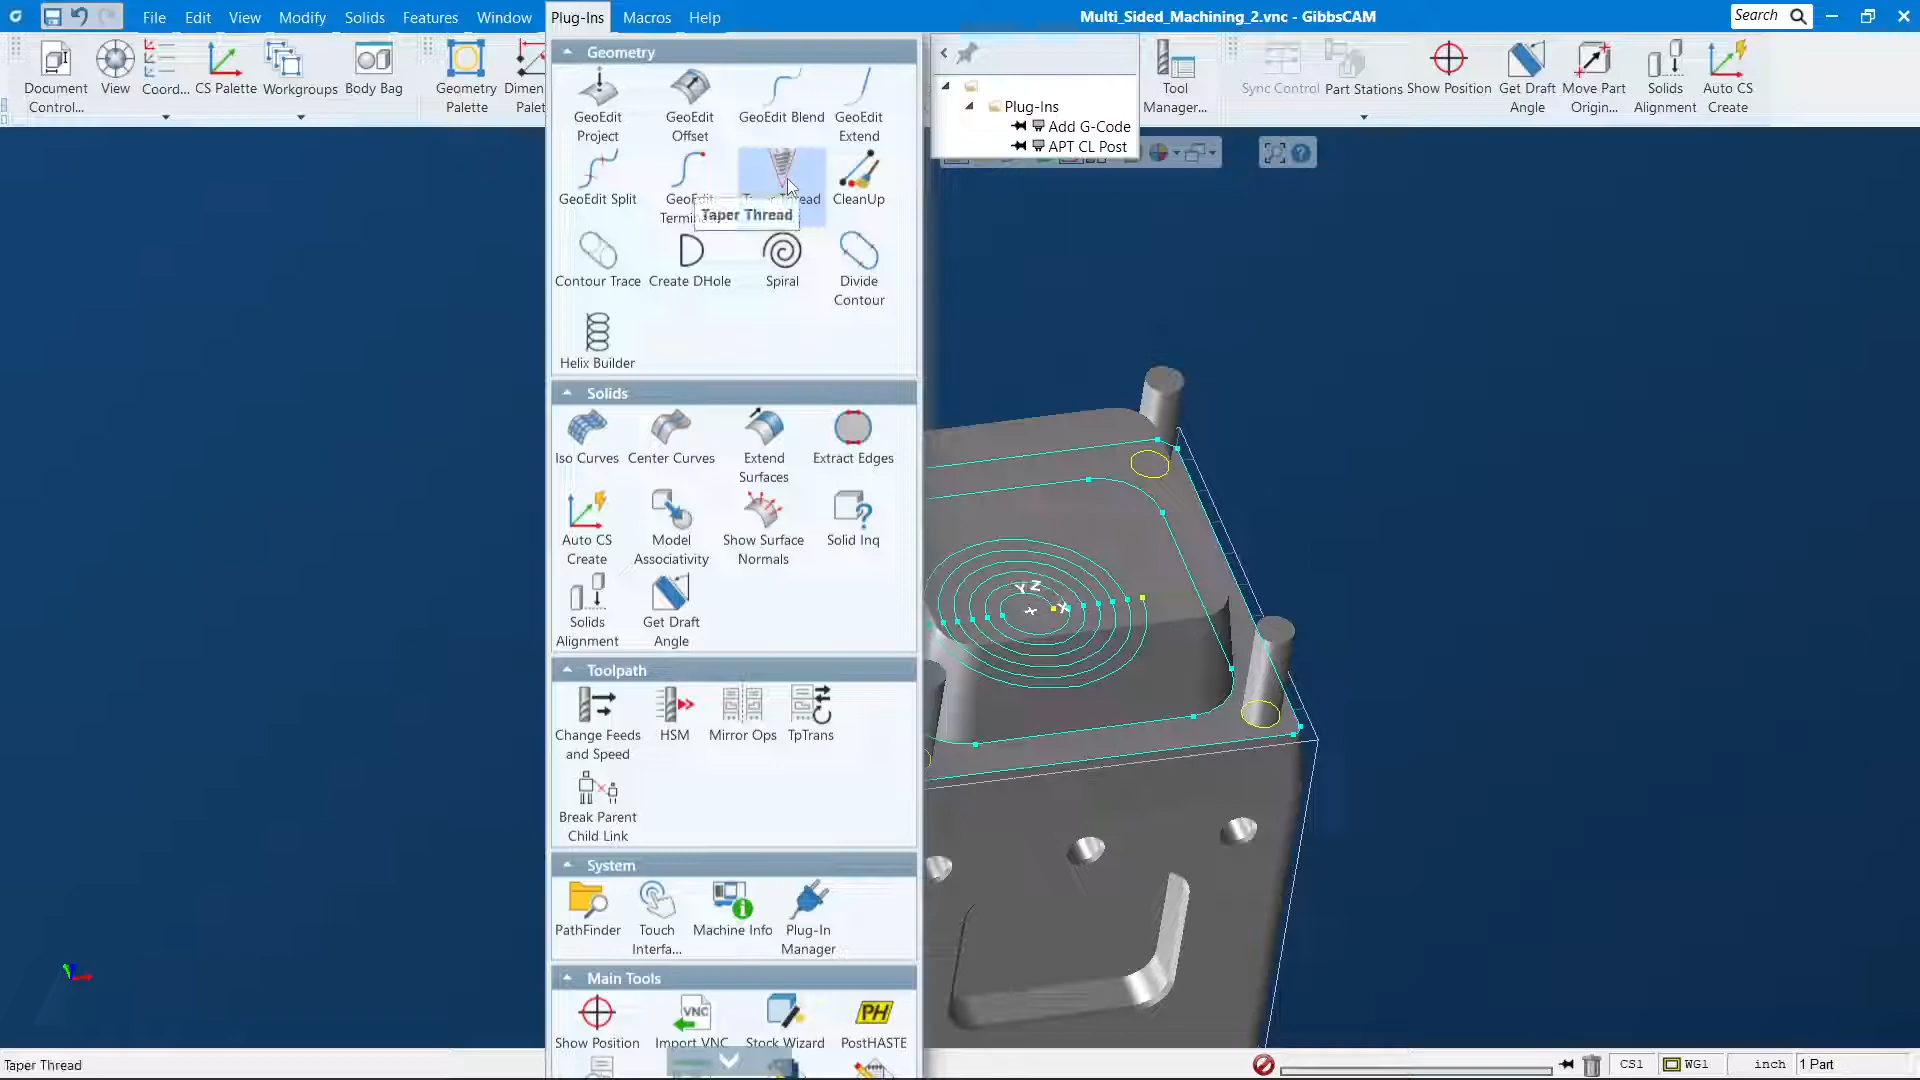 File Edit View Modify Solids Features Window Plug-Ins Macros Help
Multi_Sided_Machining_2.vnc - GibbsCAM
Search
Document Control...
View
Coord...
CS Palette
Workgroups
Body Bag
Geometry Palette
Tool Manager...
Sync Control
Part Stations
Show Position
Get Draft Angle
Move Part Origin...
Solids Alignment
Auto CS Create
Plug-Ins
Add G-Code
APT CL Post
Geometry
GeoEdit Project
GeoEdit Offset
GeoEdit Blend
GeoEdit Extend
GeoEdit Split
CleanUp
Taper Thread
Contour Trace
Create DHole
Spiral
Divide Contour
Helix Builder
Solids
Iso Curves
Center Curves
Extend Surfaces
Extract Edges
Auto CS Create
Model Associativity
Show Surface Normals
Solid Inq
Solids Alignment
Get Draft Angle
Toolpath
Change Feeds and Speed
HSM
Mirror Ops
TpTrans
Break Parent Child Link
System
PathFinder
Touch Interfa...
Machine Info
Plug-In Manager
Main Tools
VNC
PH
Show Position
Import VNC
Stock Wizard
PostHASTE
Y Z
X
Taper Thread
CS1
WG1
inch
1 Part